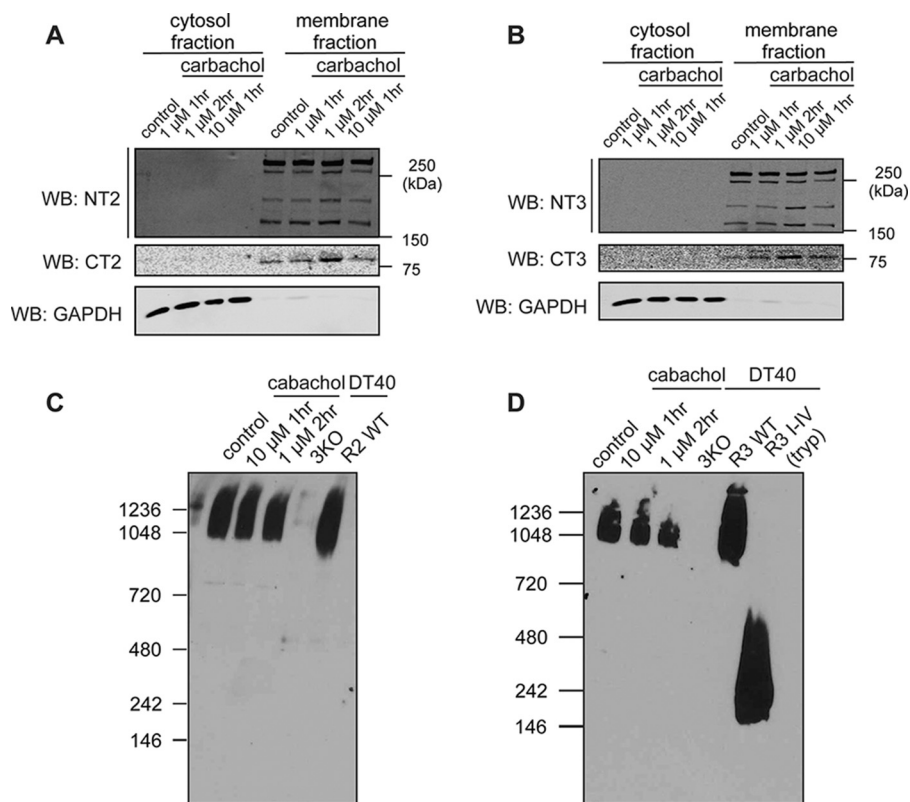 A
cytosol fraction
membrane fraction
carbachol
carbachol
control
1 µM 1hr
1 µM 2hr
10 µM 1hr
control
1 µM 1hr
1 µM 2hr
10 µM 1hr
WB: NT2
250
(kDa)
150
WB: CT2
75
WB: GAPDH
B
cytosol fraction
membrane fraction
carbachol
carbachol
control
1 µM 1hr
1 µM 2hr
10 µM 1hr
control
1 µM 1hr
1 µM 2hr
10 µM 1hr
WB: NT3
250
(kDa)
150
WB: CT3
75
WB: GAPDH
C
cabachol
DT40
control
10 µM 1hr
1 µM 2hr
3KO
R2 WT
1236
1048
720
480
242
146
D
cabachol
DT40
control
10 µM 1hr
1 µM 2hr
3KO
R3 WT
R3 I-IV
(tryp)
1236
1048
720
480
242
146